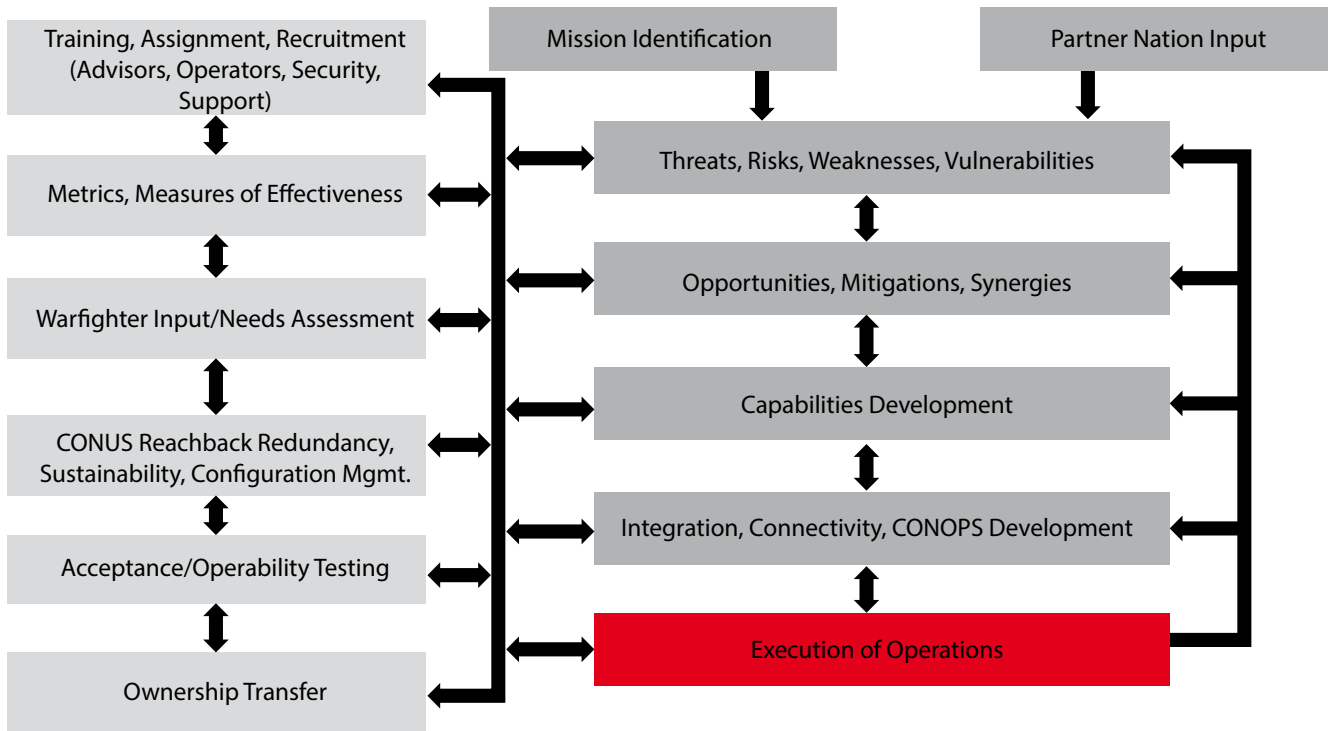 Training, Assignment, Recruitment
(Advisors, Operators, Security,
Support)
Metrics, Measures of Effectiveness
Warfighter Input/Needs Assessment
CONUS Reachback Redundancy,
Sustainability, Configuration Mgmt.
Acceptance/Operability Testing
Ownership Transfer
Mission Identification
Partner Nation Input
Threats, Risks, Weaknesses, Vulnerabilities
Opportunities, Mitigations, Synergies
Capabilities Development
Integration, Connectivity, CONOPS Development
Execution of Operations